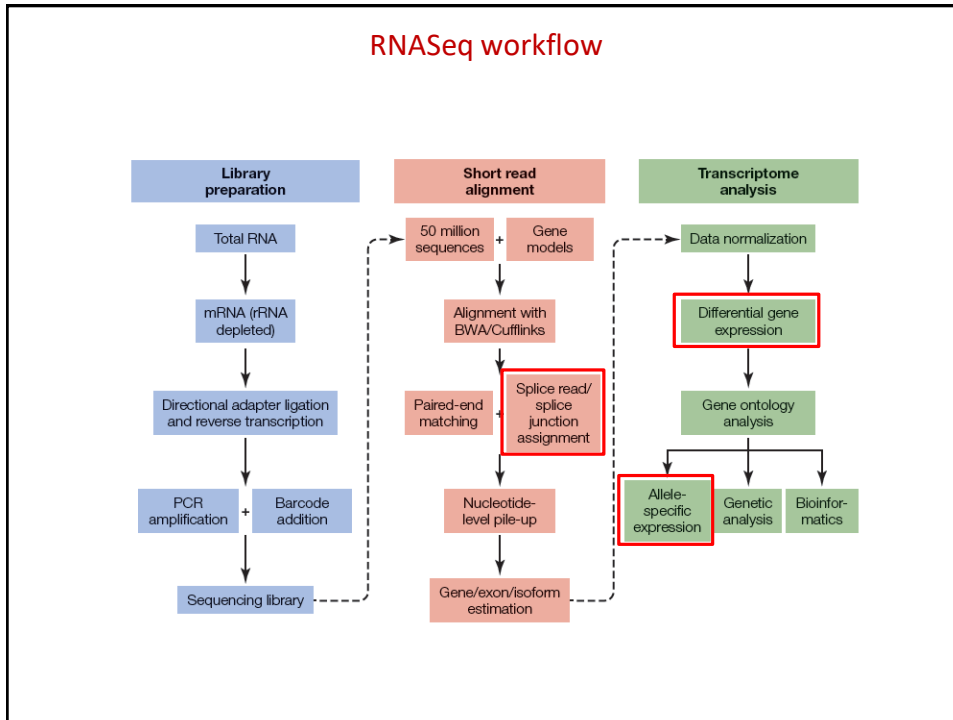 RNASeq workflow
Library
preparation
Total RNA
mRNA (rRNA
depleted)
Directional adapter ligation
and reverse transcription
PCR
amplification
+
Barcode
addition
Sequencing library
Short read
alignment
50 million
sequences
+
Gene
models
Alignment with
BWA/Cufflinks
Paired-end
matching
+
Splice read/
splice
junction
assignment
Nucleotide-
level pile-up
Gene/exon/isoform
estimation
Transcriptome
analysis
Data normalization
Differential gene
expression
Gene ontology
analysis
Allele-
specific
expression
Genetic
analysis
Bioinfor-
matics